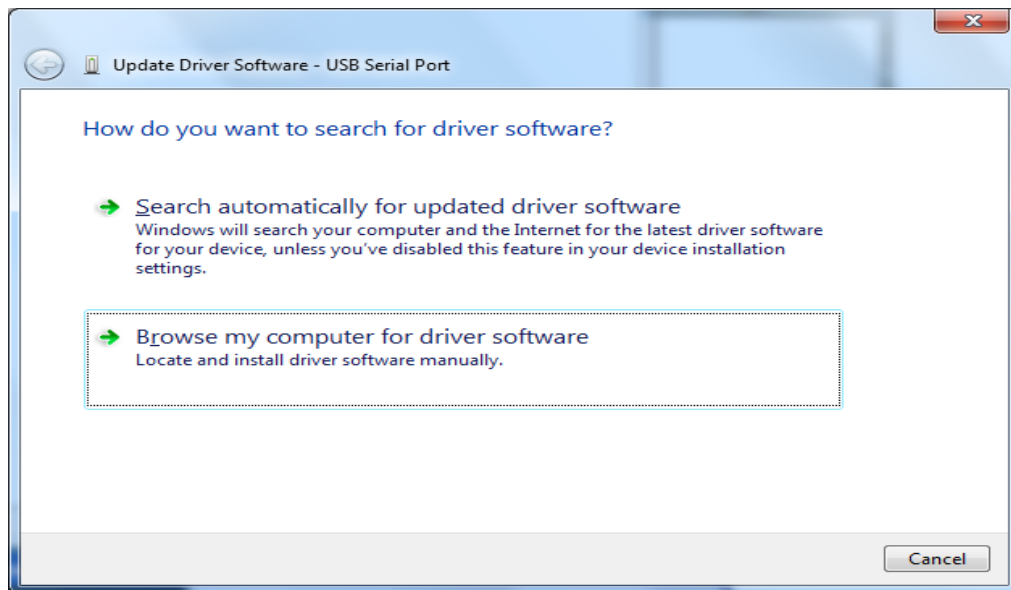 Update Driver Software - USB Serial Port
How do you want to search for driver software?
Search automatically for updated driver software
Windows will search your computer and the Internet for the latest driver software
for your device, unless you've disabled this feature in your device installation
settings.
Browse my computer for driver software
Locate and install driver software manually.
Cancel